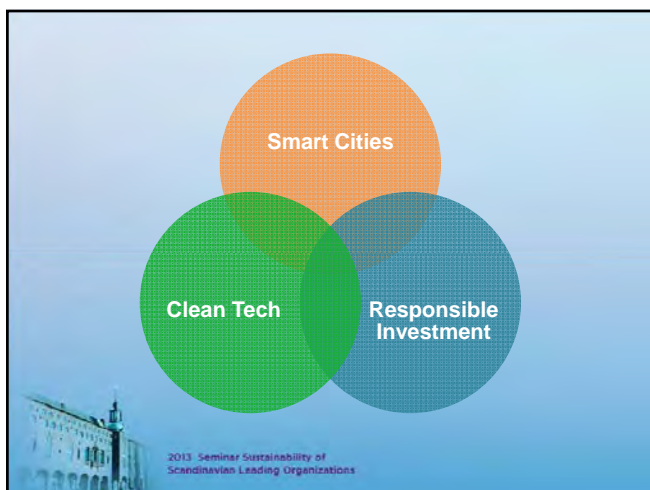 Smart Cities
Clean Tech
Responsible
Investment
2013 Seminar Sustainability of
Scandinavian Leading Organizations